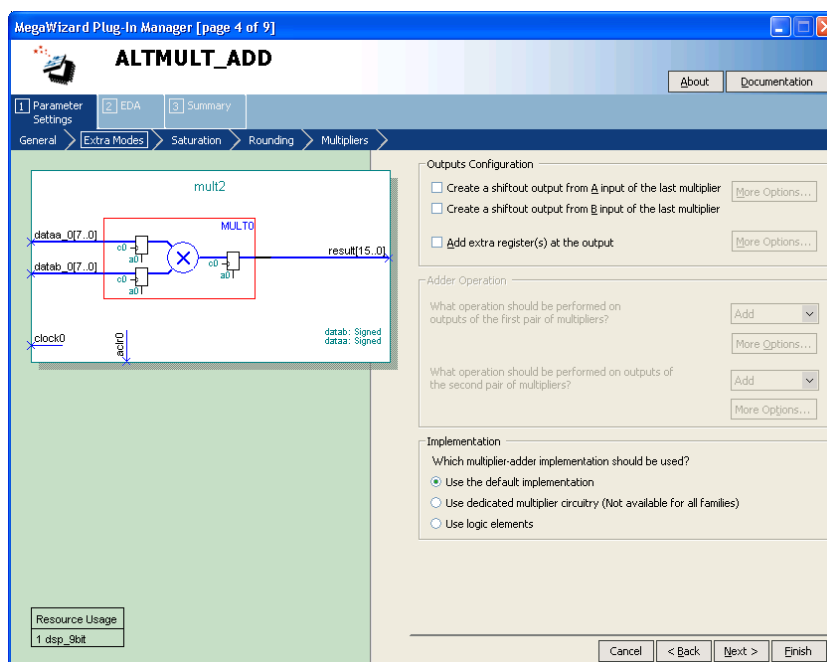 MegaWizard Plug-In Manager [page 4 of 9]
ALTMULT_ADD
About
Documentation
1 Parameter Settings
2 EDA
3 Summary
General
Extra Modes
Saturation
Rounding
Multipliers
mult2
MULT0
dataa_0[7..0]
datab_0[7..0]
c0
a0
c0
a0
c0
a0
result[15..0]
clock0
aclr0
datab: Signed
dataa: Signed
Resource Usage
1 dsp_9bit
Outputs Configuration
Create a shiftout output from A input of the last multiplier
More Options...
Create a shiftout output from B input of the last multiplier
Add extra register(s) at the output
More Options...
Adder Operation
What operation should be performed on
outputs of the first pair of multipliers?
Add
More Options...
What operation should be performed on outputs of
the second pair of multipliers?
Add
More Options...
Implementation
Which multiplier-adder implementation should be used?
Use the default implementation
Use dedicated multiplier circuitry (Not available for all families)
Use logic elements
Cancel
< Back
Next >
Finish